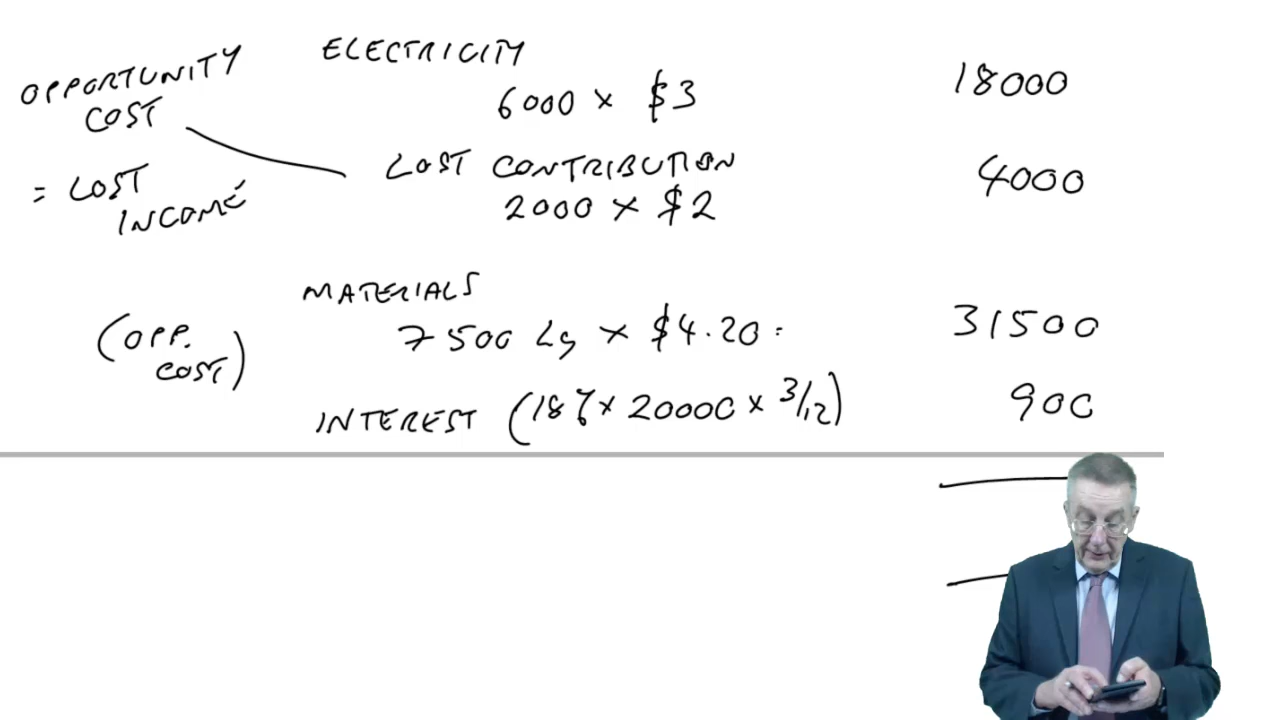 OPPORTUNITY COST
= LOST INCOME
ELECTRICITY
6000 × $3 18000
LOST CONTRIBUTION
2000 × $2 4000
MATERIALS
(OPP. COST) 7500 kg × $4.20 = 31500
INTEREST (18% × 20000 × 3/12) 900